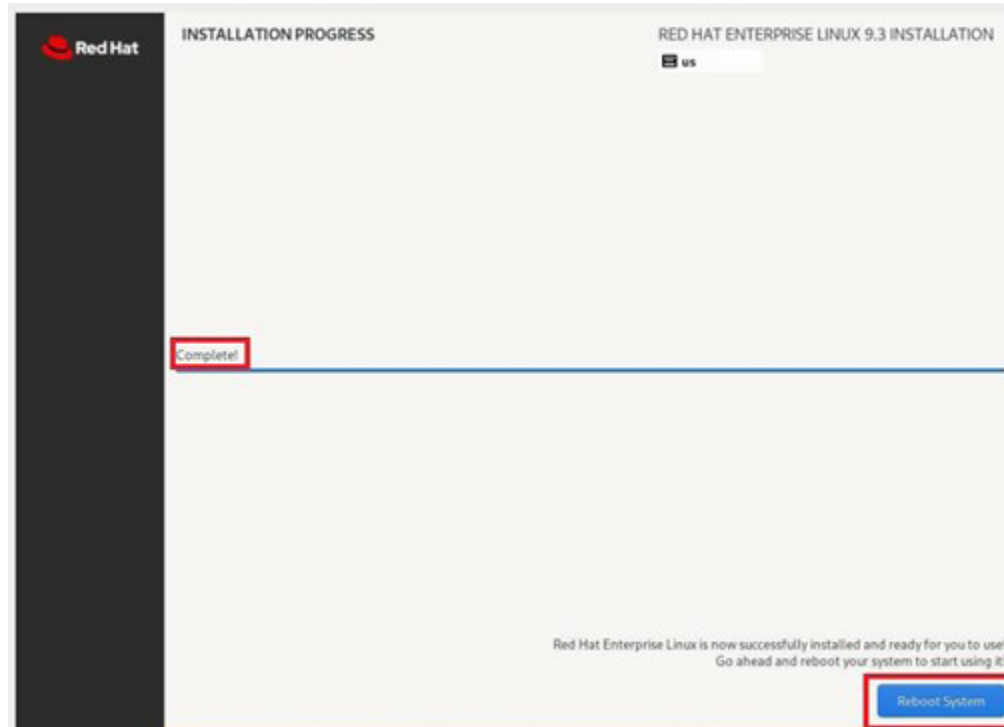 Red Hat
INSTALLATION PROGRESS
RED HAT ENTERPRISE LINUX 9.3 INSTALLATION
us
Complete!
Red Hat Enterprise Linux is now successfully installed and ready for you to use!
Go ahead and reboot your system to start using it!
Reboot System